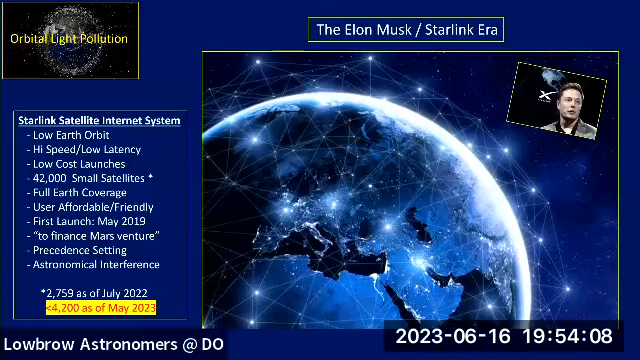 Orbital Light Pollution
The Elon Musk / Starlink Era
Starlink Satellite Internet System
- Low Earth Orbit
- Hi Speed/Low Latency
- Low Cost Launches
- 42,000 Small Satellites *
- Full Earth Coverage
- User Affordable/Friendly
- First Launch: May 2019
- “to finance Mars venture”
- Precedence Setting
- Astronomical Interference
*2,759 as of July 2022
<4,200 as of May 2023
Lowbrow Astronomers @ DO
2023-06-16 19:54:08